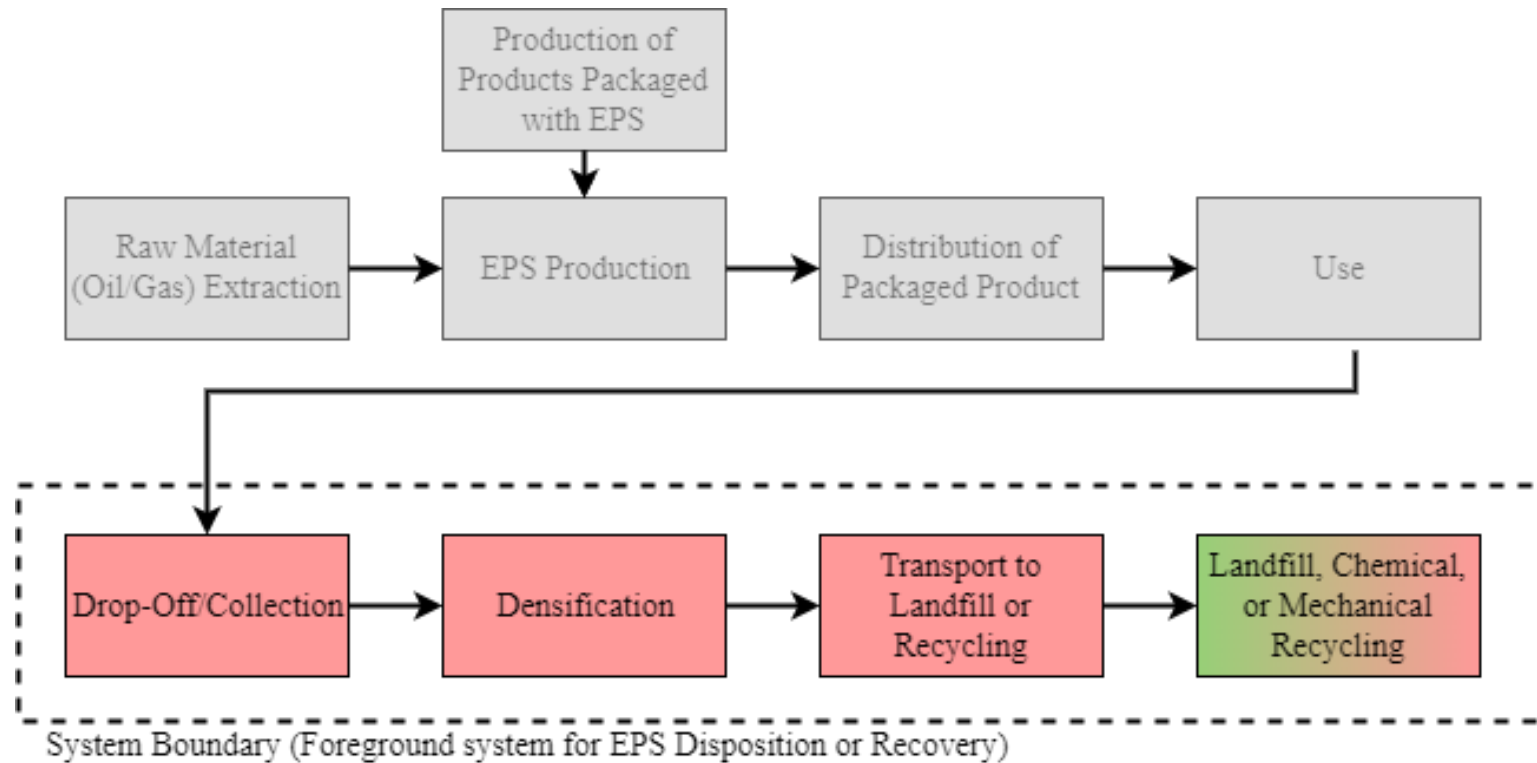 Production of
Products Packaged
with EPS
Raw Material
(Oil/Gas) Extraction
EPS Production
Distribution of
Packaged Product
Use
Drop-Off/Collection
Densification
Transport to
Landfill or
Recycling
Landfill, Chemical,
or Mechanical
Recycling
System Boundary (Foreground system for EPS Disposition or Recovery)